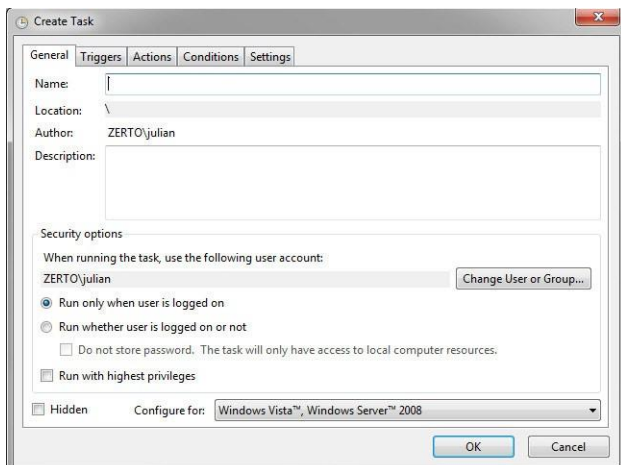 Create Task
General Triggers Actions Conditions Settings
Name:
Location: \
Author: ZERTO\julian
Description:
Security options
When running the task, use the following user account:
ZERTO\julian Change User or Group...
Run only when user is logged on
Run whether user is logged on or not
Do not store password. The task will only have access to local computer resources.
Run with highest privileges
Hidden Configure for: Windows Vista™, Windows Server™ 2008
OK Cancel